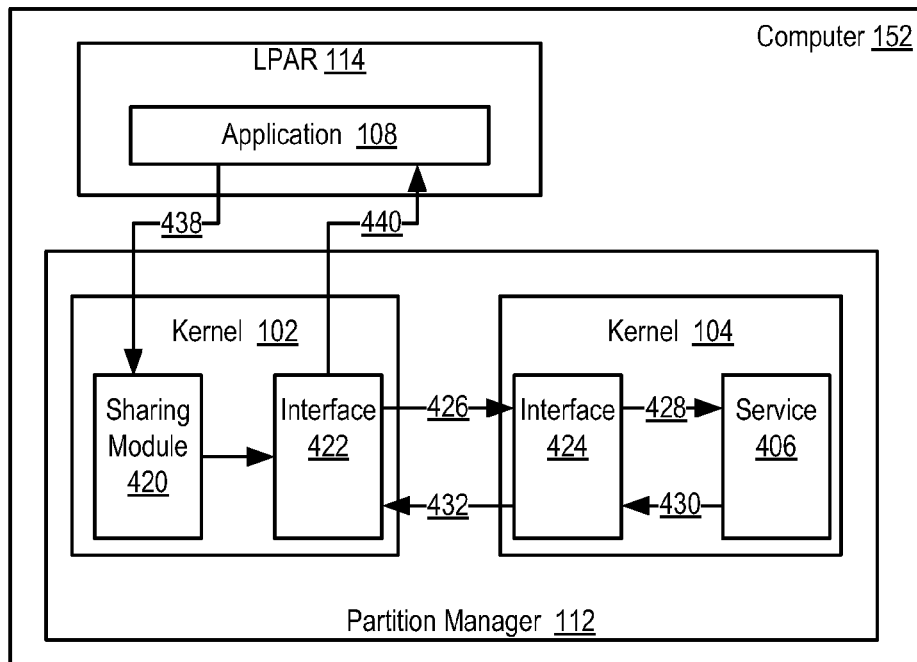 Computer 152
LPAR 114
Application 108
438
440
Kernel 102
Kernel 104
Sharing
Module
420
Interface
422
426
432
Interface
424
428
430
Service
406
Partition Manager 112